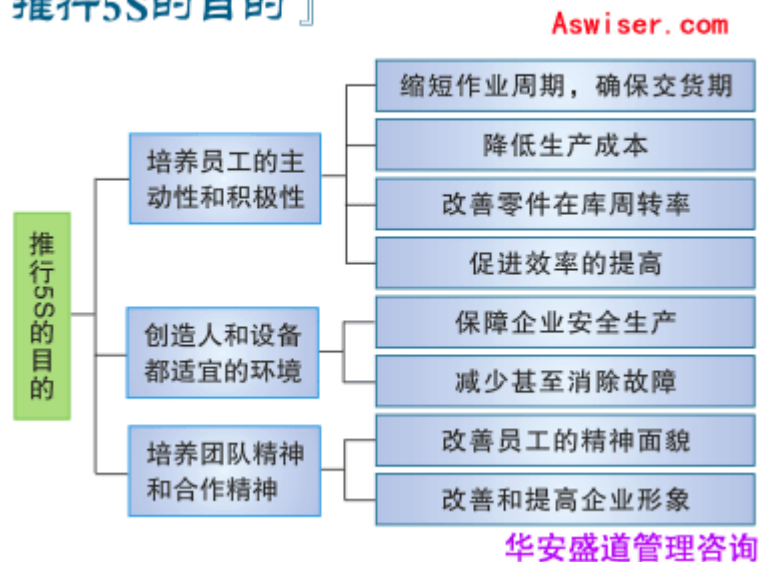 推行5S的目的』
Aswiser.com
缩短作业周期，确保交货期
降低生产成本
培养员工的主
动性和积极性
改善零件在库周转率
促进效率的提高
推行5S的目的
创造人和设备
都适宜的环境
保障企业安全生产
减少甚至消除故障
培养团队精神
和合作精神
改善员工的精神面貌
改善和提高企业形象
华安盛道管理咨询